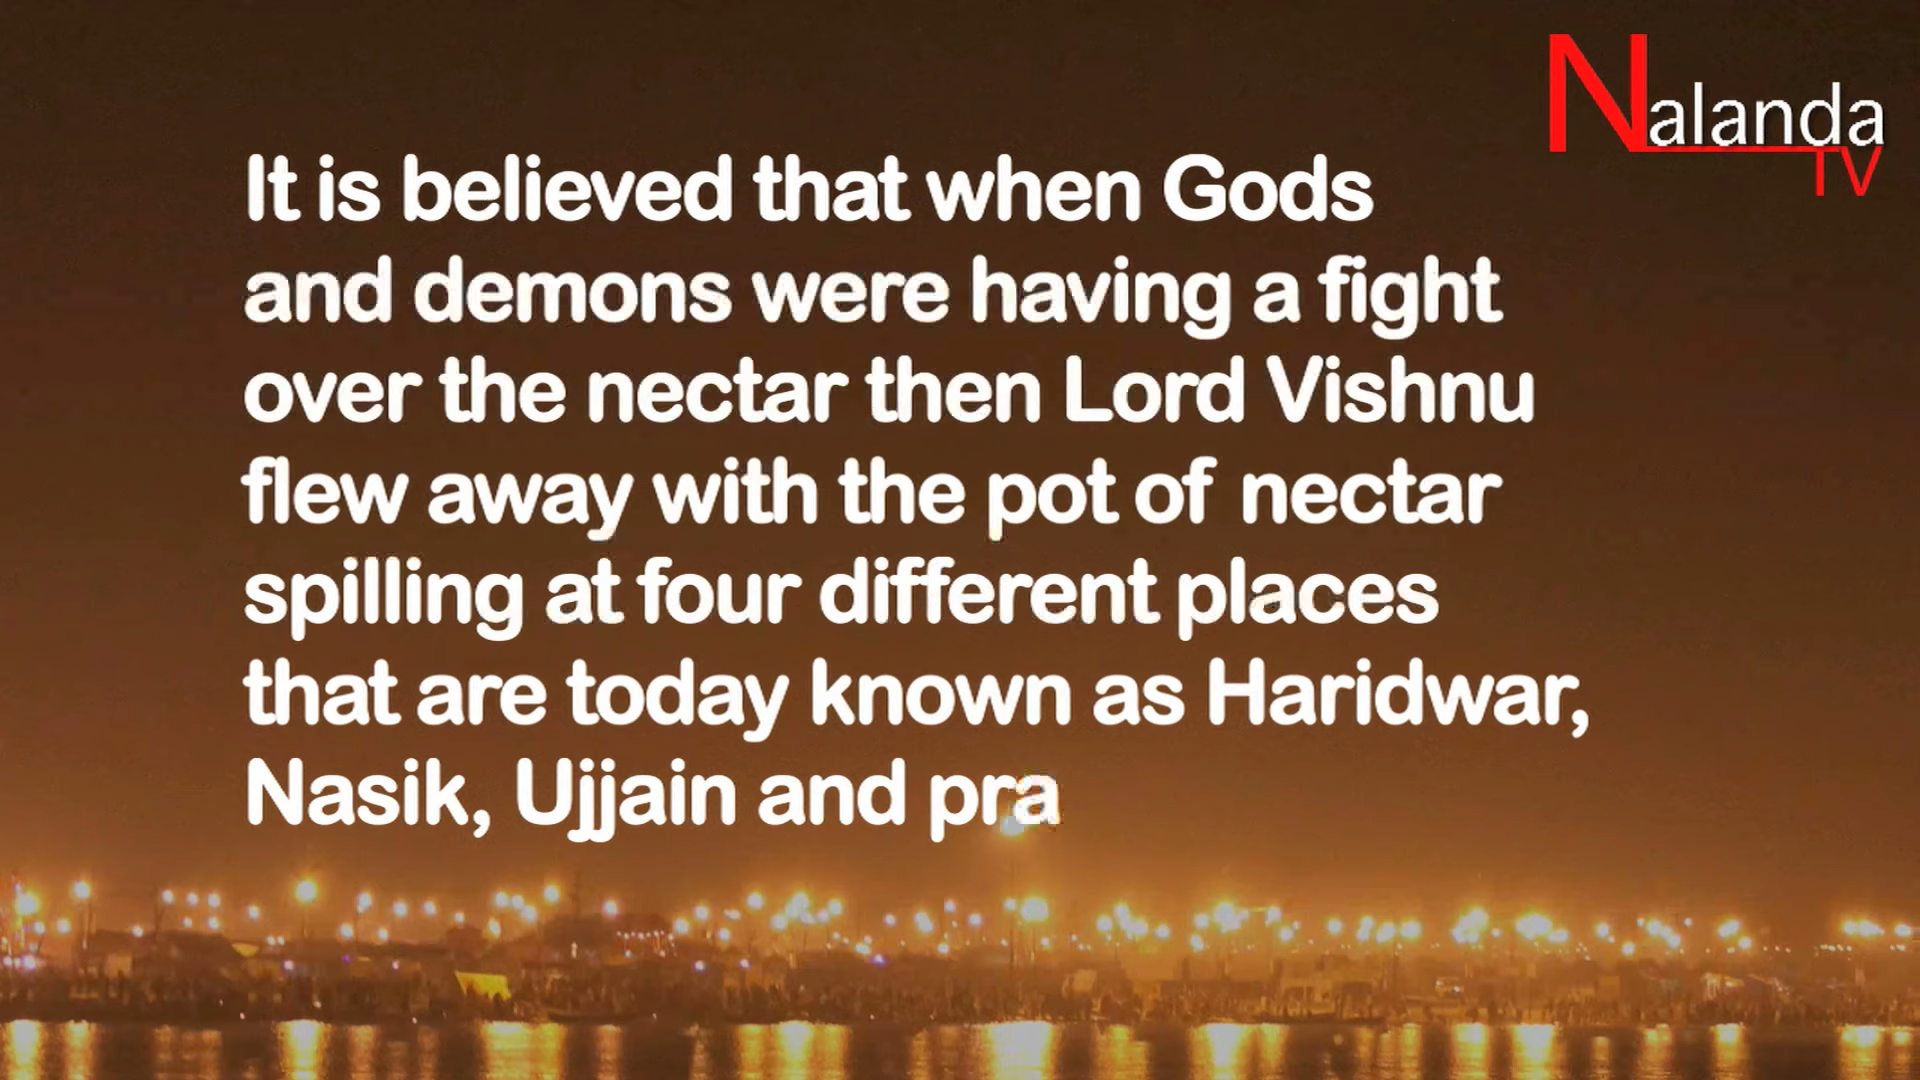 Nalanda
TV
It is believed that when Gods
and demons were having a fight
over the nectar then Lord Vishnu
flew away with the pot of nectar
spilling at four different places
that are today known as Haridwar,
Nasik, Ujjain and pra